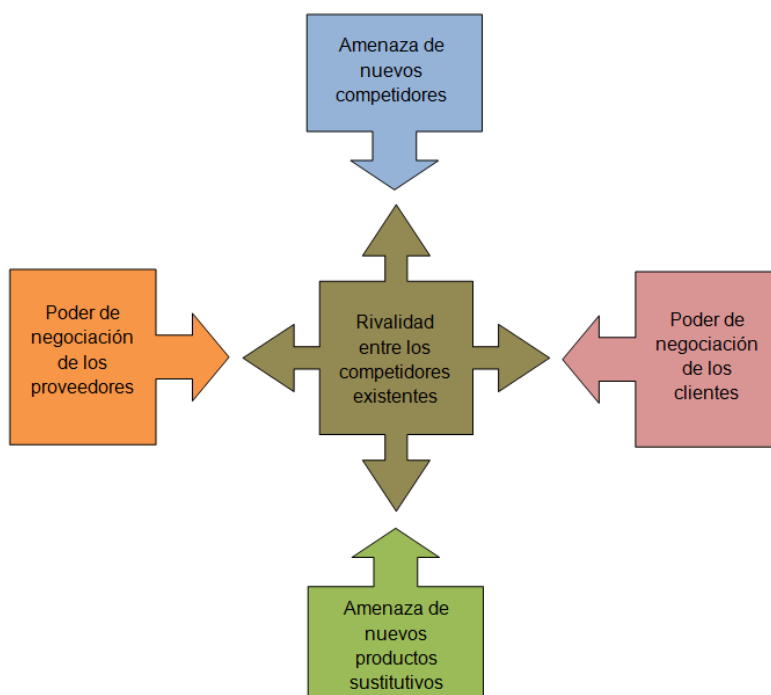 Amenaza de
nuevos
competidores
Poder de
negociación
de los
proveedores
Rivalidad
entre los
competidores
existentes
Poder de
negociación
de los
clientes
Amenaza de
nuevos
productos
sustitutivos